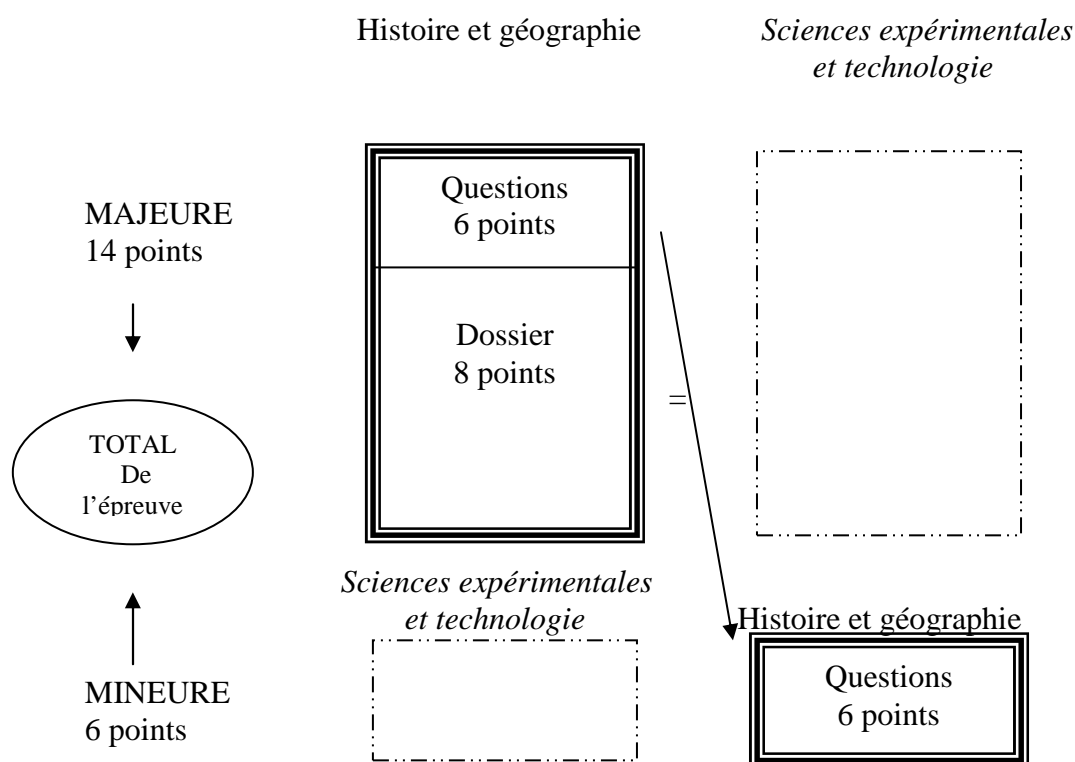 Histoire et géographie
Sciences expérimentales
et technologie
MAJEURE
14 points
Questions
6 points
Dossier
8 points
=
TOTAL
De
l’épreuve
Sciences expérimentales
et technologie
Histoire et géographie
MINEURE
6 points
Questions
6 points